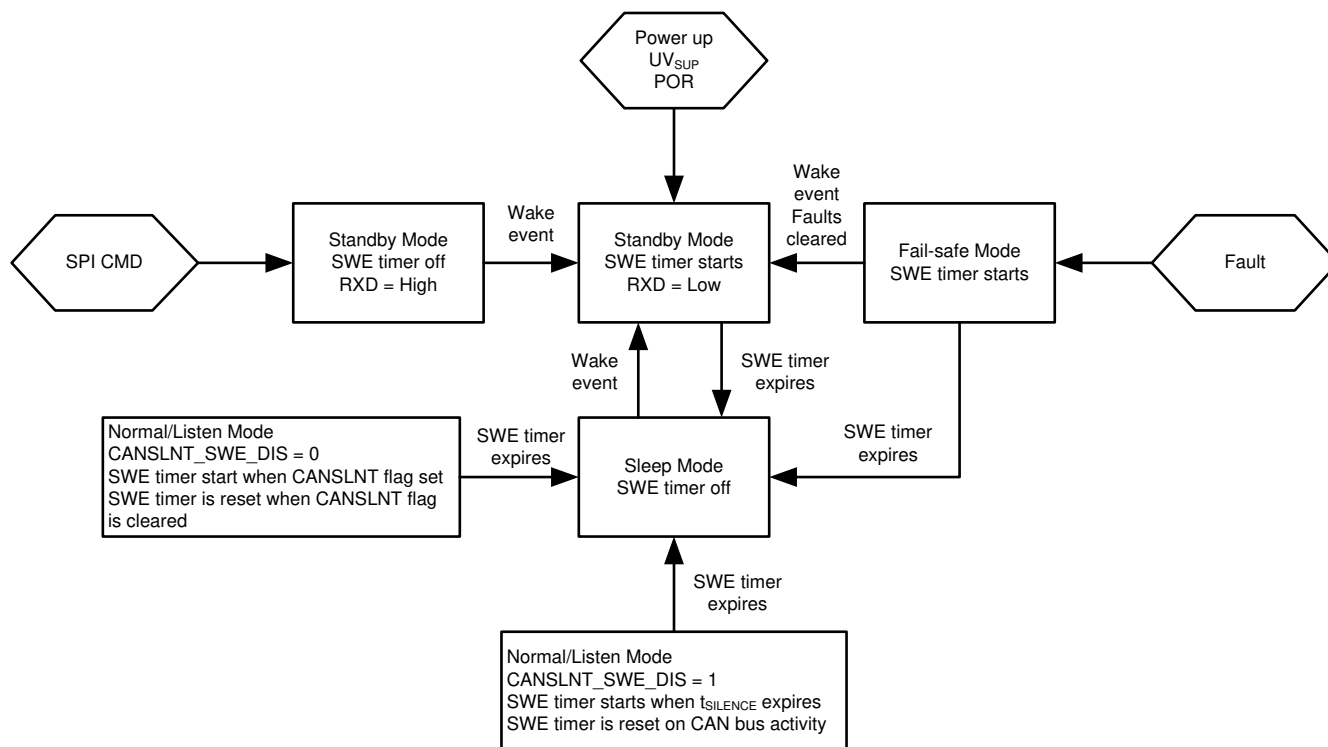 Power up
UVSUP
POR
SPI CMD
Standby Mode
SWE timer off
RXD = High
Wake
event
Standby Mode
SWE timer starts
RXD = Low
Wake
event
Faults
cleared
Fail-safe Mode
SWE timer starts
Fault
Wake
event
SWE timer
expires
Normal/Listen Mode
CANSLNT_SWE_DIS = 0
SWE timer start when CANSLNT flag set
SWE timer is reset when CANSLNT flag
is cleared
SWE timer
expires
Sleep Mode
SWE timer off
SWE timer
expires
SWE timer
expires
Normal/Listen Mode
CANSLNT_SWE_DIS = 1
SWE timer starts when tSILENCE expires
SWE timer is reset on CAN bus activity